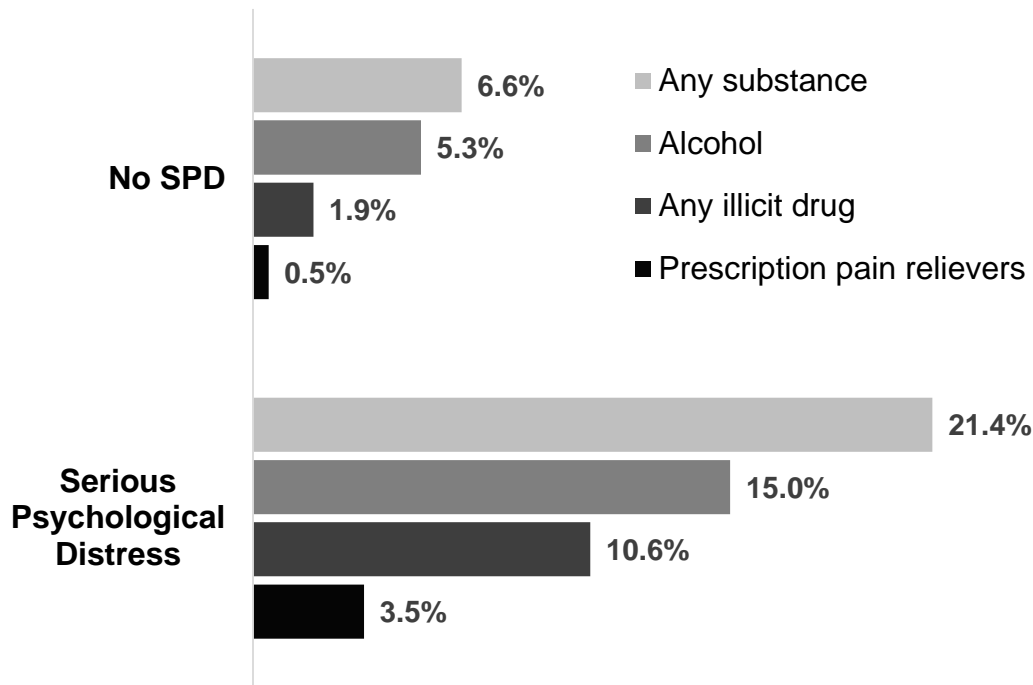 6.6%
Any substance
5.3%
Alcohol
No SPD
1.9%
Any illicit drug
0.5%
Prescription pain relievers
21.4%
Serious
Psychological
Distress
15.0%
10.6%
3.5%